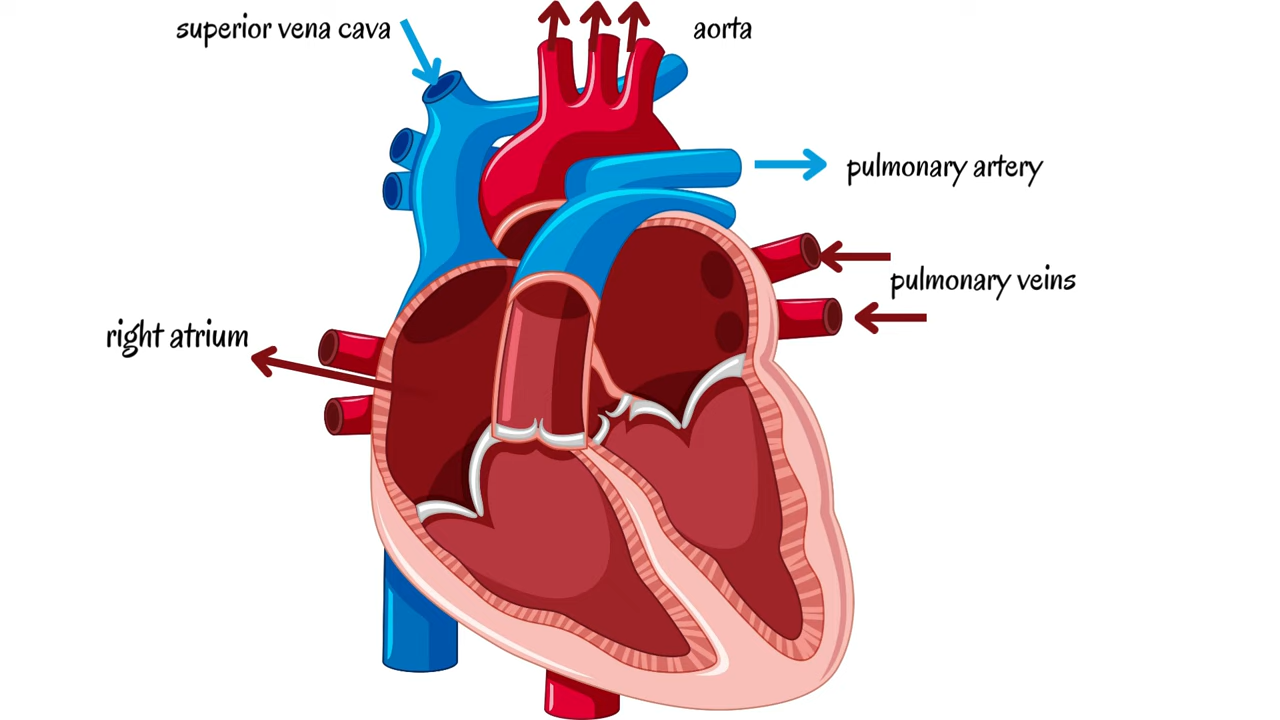 superior vena cava
aorta
pulmonary artery
pulmonary veins
right atrium